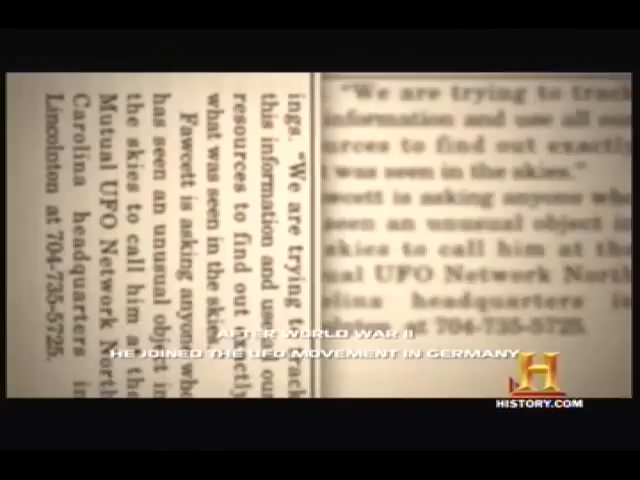 ings. "We are trying to track
this information and use all our
resources to find out exactly
what was seen in the skies."
Fawcett is asking anyone who
has seen an unusual object in
the skies to call him at the
Mutual UFO Network North
Carolina headquarters in
Lincolnton at 704-735-5725.
"We are trying to track
information and use all our
urces to find out exactly
t was seen in the skies."
wcett is asking anyone who
seen an unusual object in
skies to call him at the
ual UFO Network North
olina headquarters in
at 704-735-5725.
AFTER WORLD WAR II
HE JOINED THE UFO MOVEMENT IN GERMANY
H
HISTORY.COM